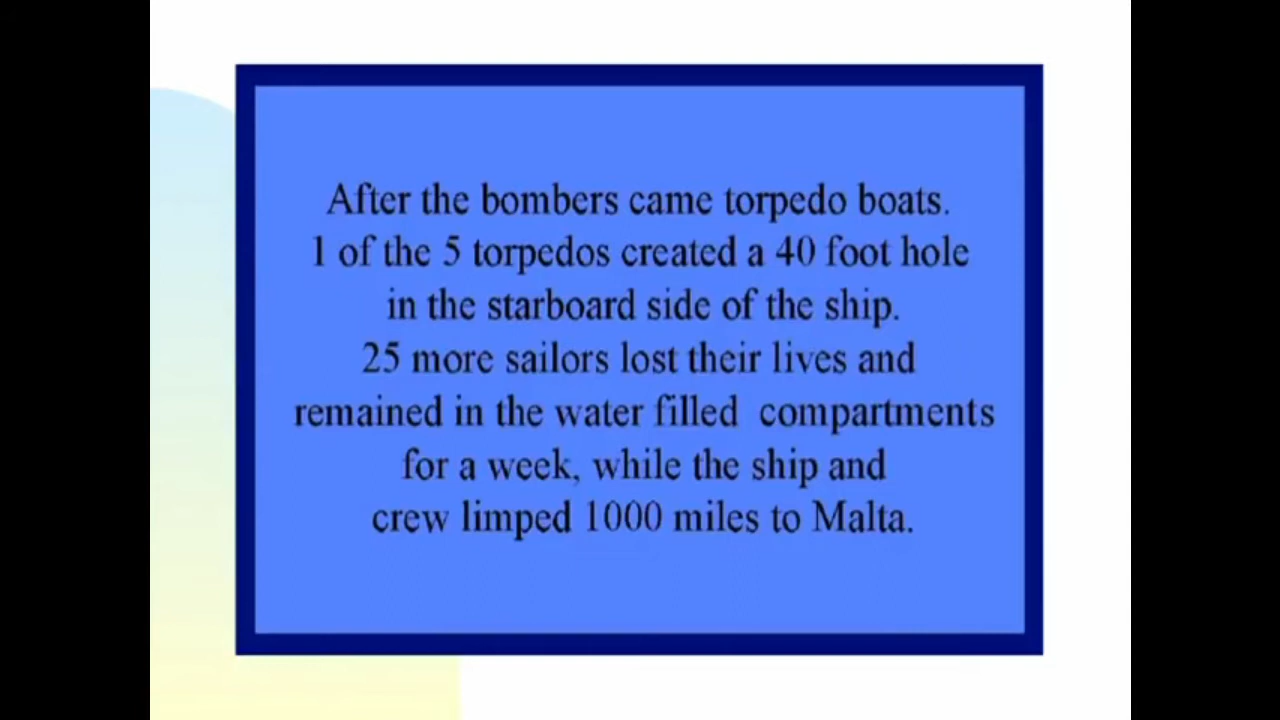 After the bombers came torpedo boats.
1 of the 5 torpedos created a 40 foot hole
in the starboard side of the ship.
25 more sailors lost their lives and
remained in the water filled compartments
for a week, while the ship and
crew limped 1000 miles to Malta.